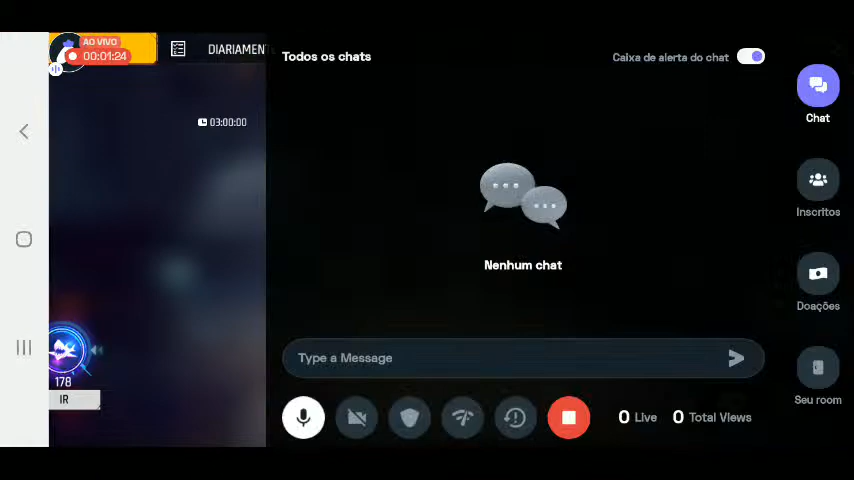 AO VIVO
00:01:24
DIARIAMENT
03:00:00
178
IR
Todos os chats
Caixa de alerta do chat
Nenhum chat
Type a Message
0 Live
0 Total Views
Chat
Inscritos
Doações
Seu room